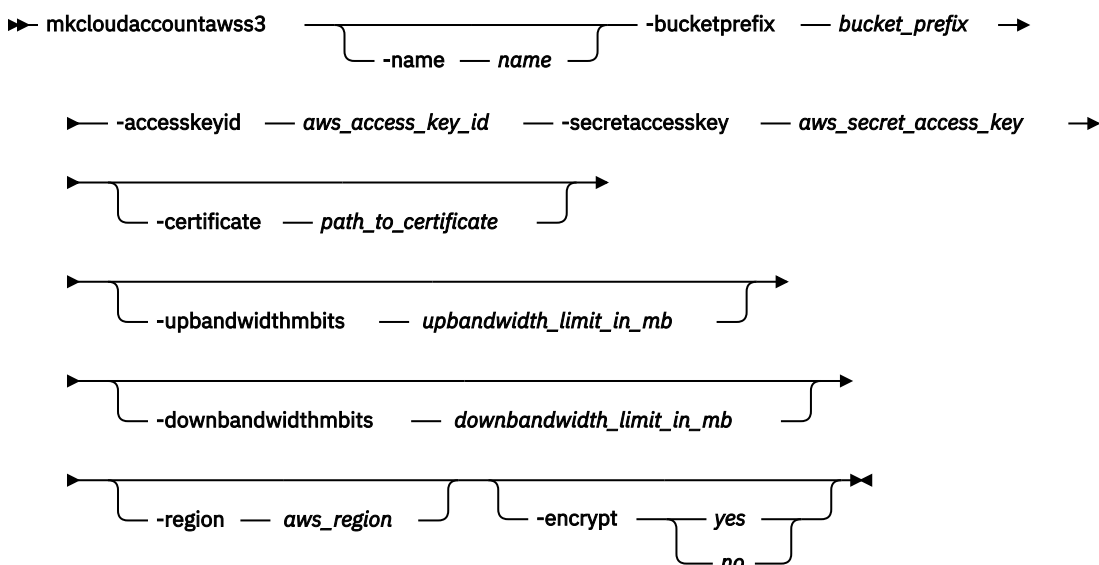 mkcloudaccountawss3 -bucketprefix bucket_prefix
-name name
-accesskeyid aws_access_key_id -secretaccesskey aws_secret_access_key
-certificate path_to_certificate
-upbandwidthmbits upbandwidth_limit_in_mb
-downbandwidthmbits downbandwidth_limit_in_mb
-region aws_region -encrypt yes
no